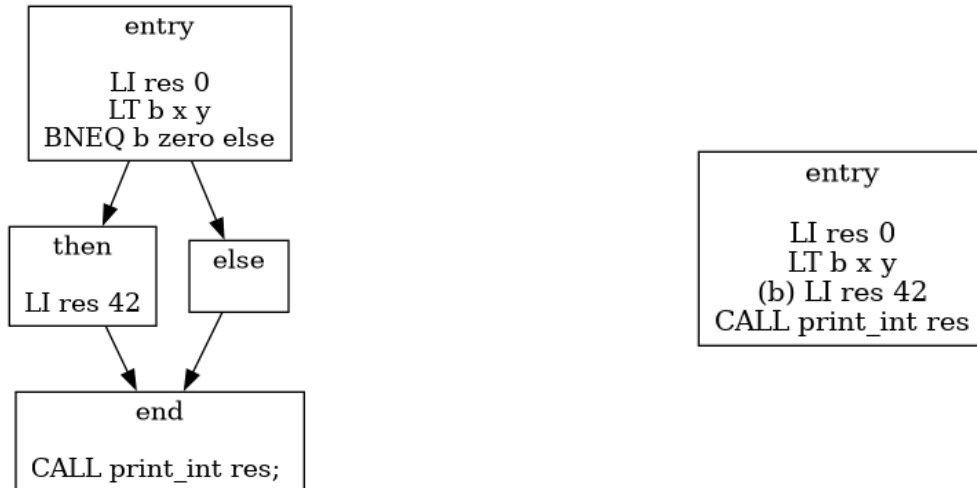 entry
LI res 0
LT b x y
BNEQ b zero else
then
LI res 42
else
end
CALL print_int res;
entry
LI res 0
LT b x y
(b) LI res 42
CALL print_int res